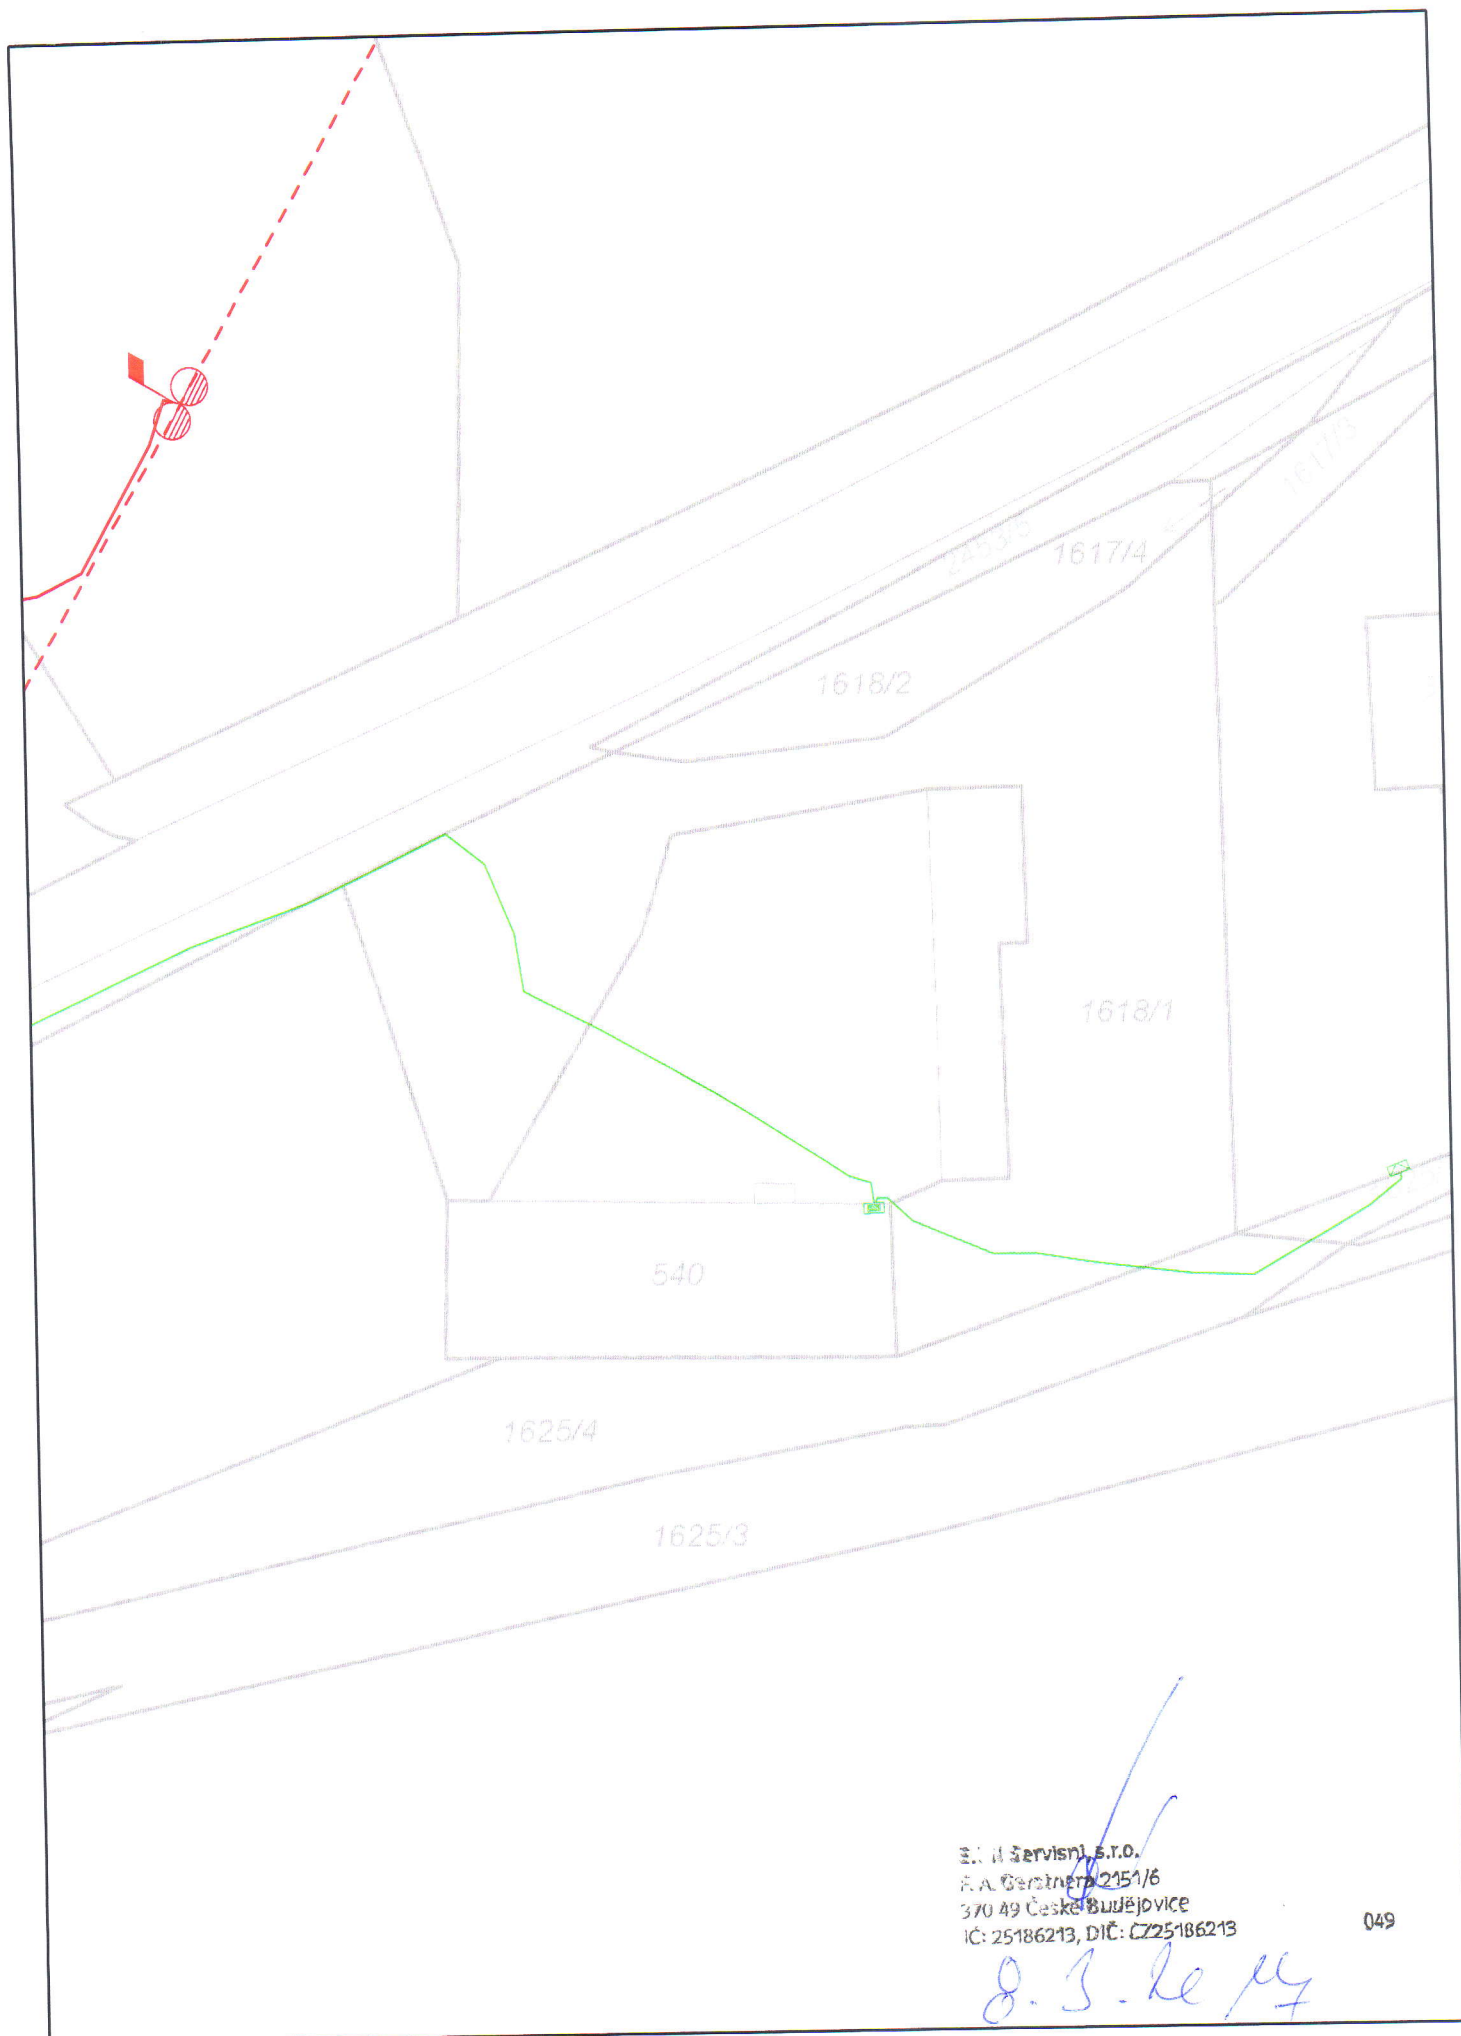 1617/3
2453/5
1617/4
1618/2
1618/1
540
1625/4
1625/3
Servisní, s.r.o.
F. A. Gerstnera 2151/6
370 49 České Budějovice
IČ: 25186213, DIČ: CZ25186213
049
8. 3. 2017